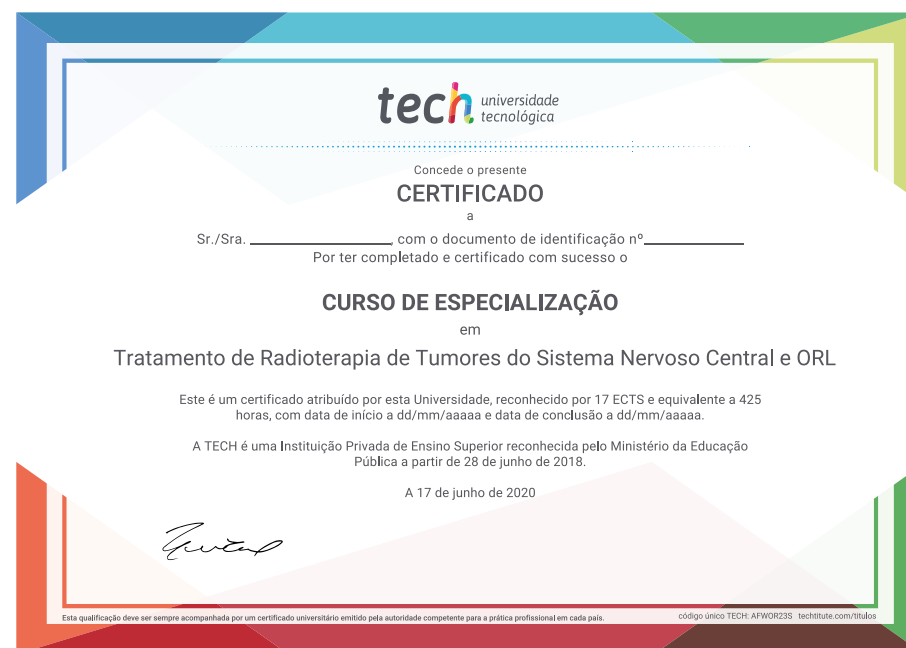 tech universidade
tecnológica
Concede o presente
CERTIFICADO
a
Sr./Sra. ____________, com o documento de identificação nº____________
Por ter completado e certificado com sucesso o
CURSO DE ESPECIALIZAÇÃO
em
Tratamento de Radioterapia de Tumores do Sistema Nervoso Central e ORL
Este é um certificado atribuído por esta Universidade, reconhecido por 17 ECTS e equivalente a 425
horas, com data de início a dd/mm/aaaaa e data de conclusão a dd/mm/aaaaa.
A TECH é uma Instituição Privada de Ensino Superior reconhecida pelo Ministério da Educação
Pública a partir de 28 de junho de 2018.
A 17 de junho de 2020
Esta qualificação deve ser sempre acompanhada por um certificado universitário emitido pela autoridade competente para a prática profissional em cada país.
código único TECH: AFWOR23S techtitute.com/titulos